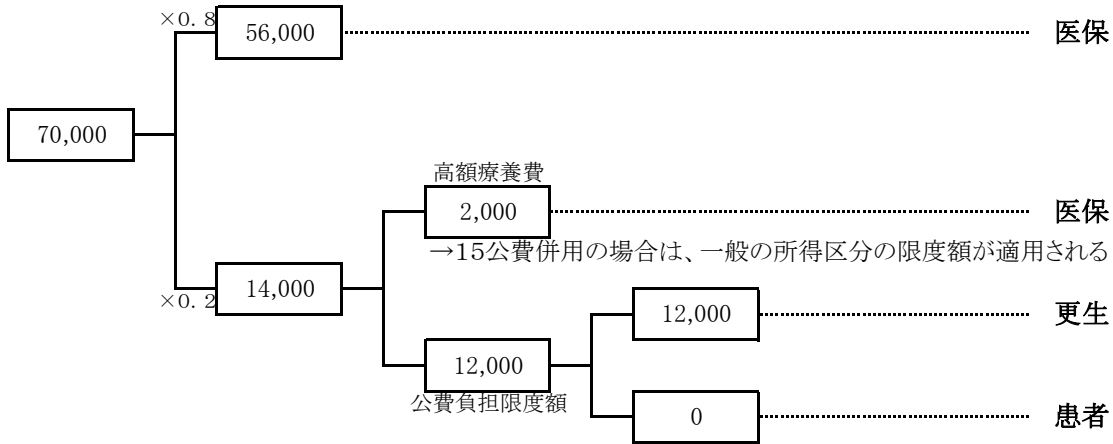 ×0.8
56,000
医保
70,000
高額療養費
2,000
医保
→15公費併用の場合は、一般の所得区分の限度額が適用される
×0.2
14,000
12,000
更生
12,000
公費負担限度額
0
患者